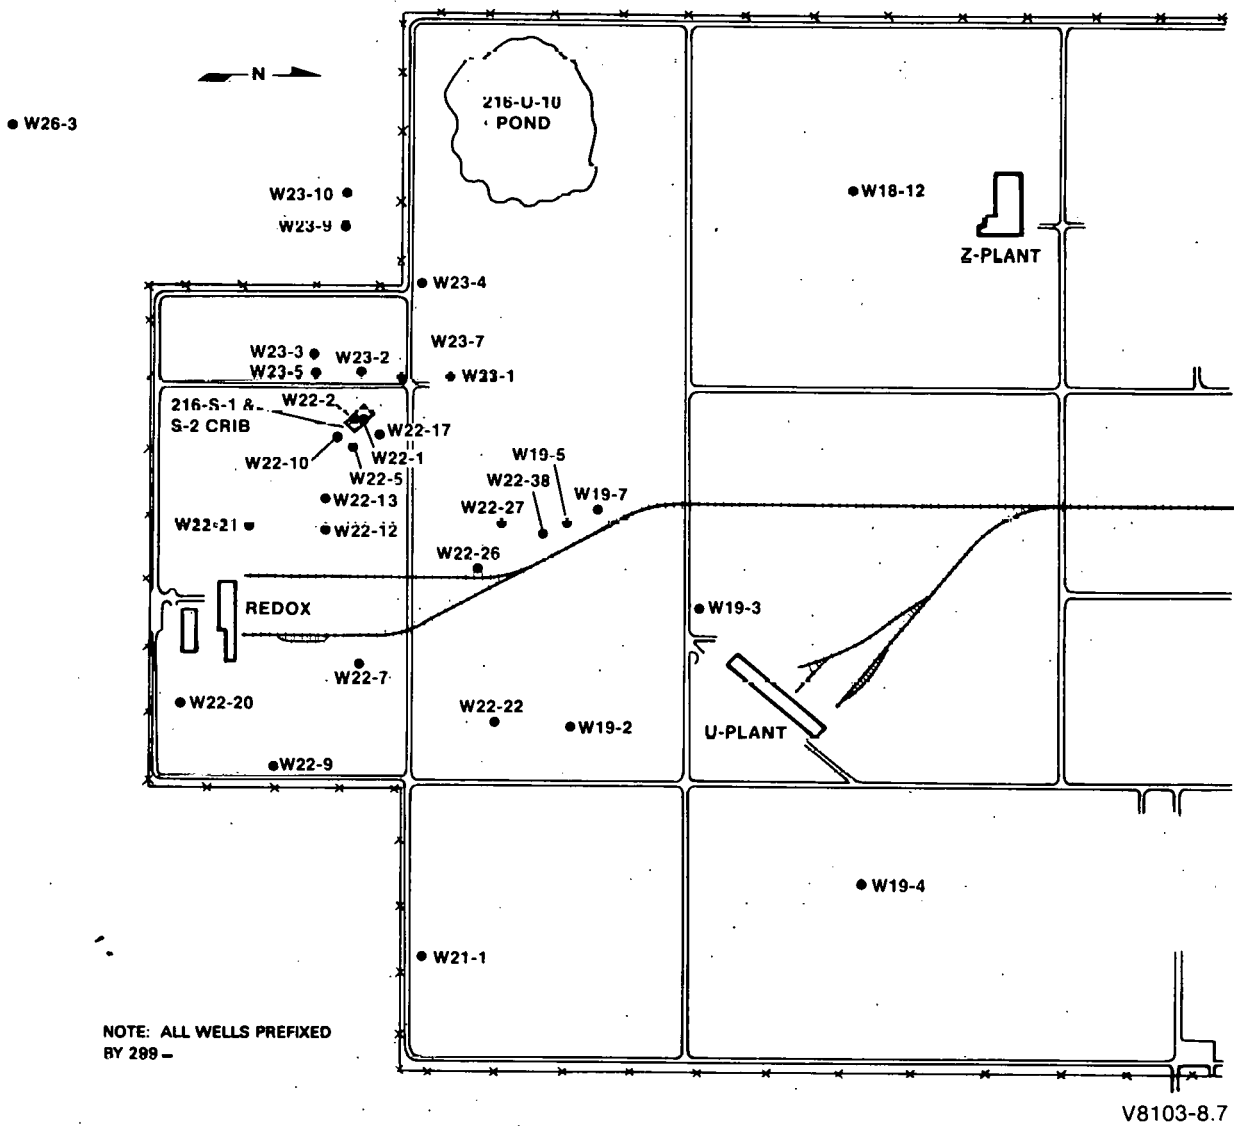 N
216-U-10
POND
W26-3
W23-10
W18-12
W23-9
Z-PLANT
W23-4
W23-7
W23-3
W23-2
W23-5
W23-1
W22-2
216-S-1 &
S-2 CRIB
W22-17
W22-10
W22-1
W19-5
W22-5
W22-38
W19-7
W22-13
W22-27
W22-21
W22-12
W22-26
REDOX
W19-3
W22-7
W22-20
W22-22
W19-2
U-PLANT
W22-9
W19-4
W21-1
NOTE: ALL WELLS PREFIXED
BY 299 –
V8103-8.7